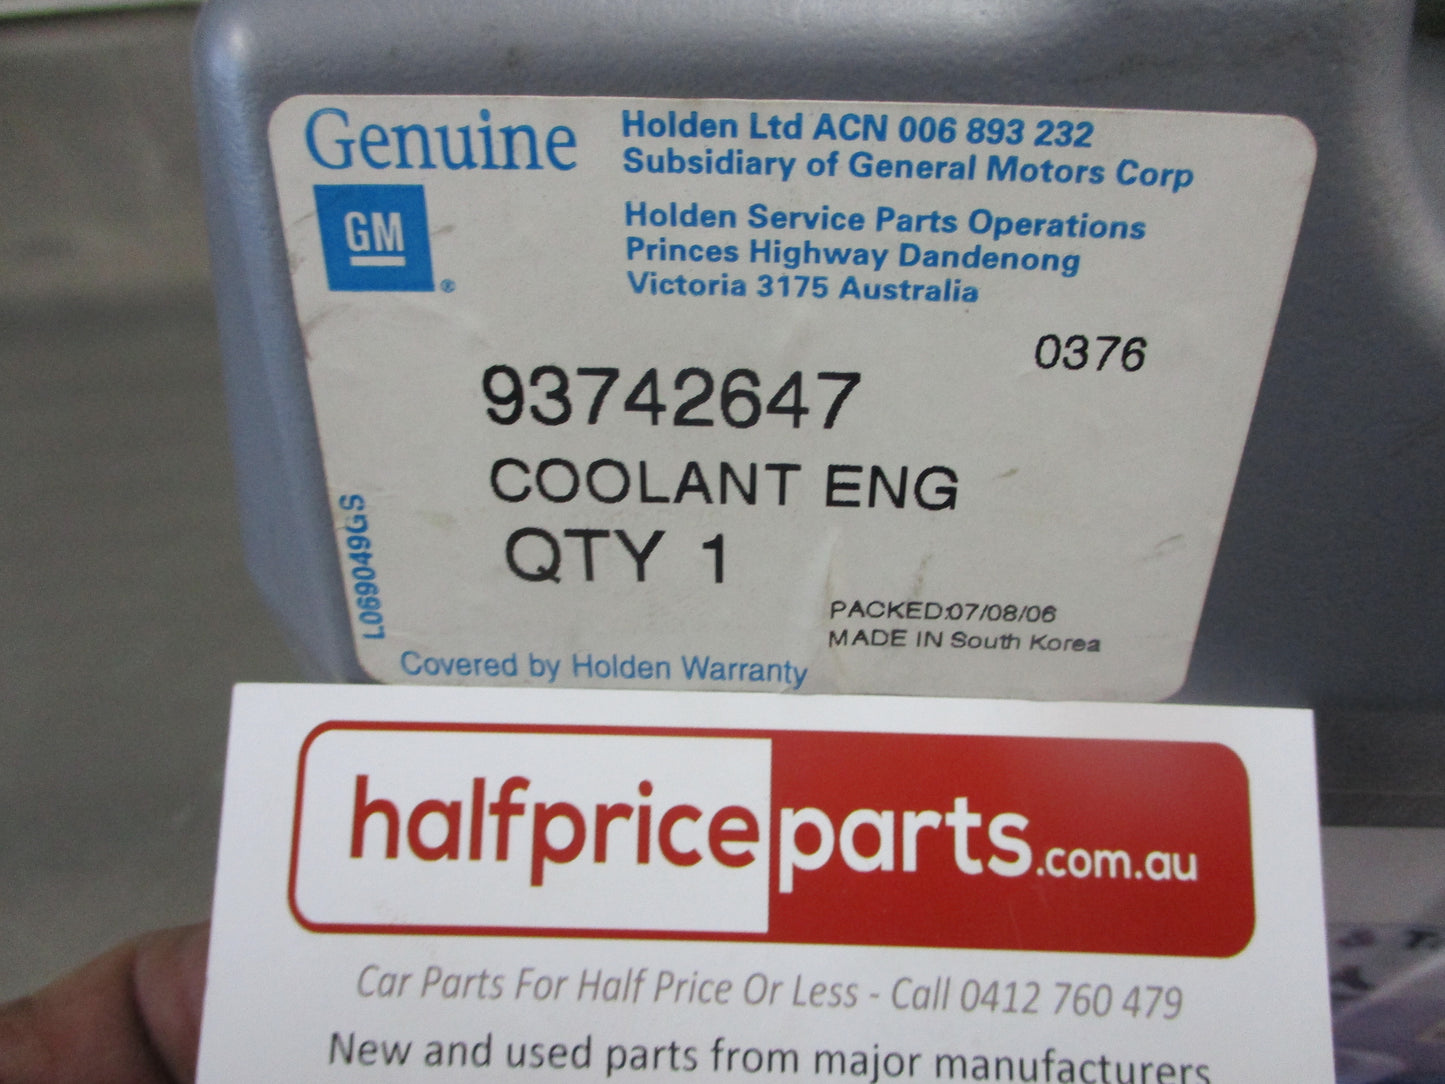 Genuine
GM
®
Holden Ltd ACN 006 893 232
Subsidiary of General Motors Corp
Holden Service Parts Operations
Princes Highway Dandenong
Victoria 3175 Australia
0376
93742647
COOLANT ENG
QTY 1
L069049GS
PACKED:07/08/06
MADE IN South Korea
Covered by Holden Warranty
halfpriceparts.com.au
Car Parts For Half Price Or Less - Call 0412 760 479
New and used parts from major manufacturers